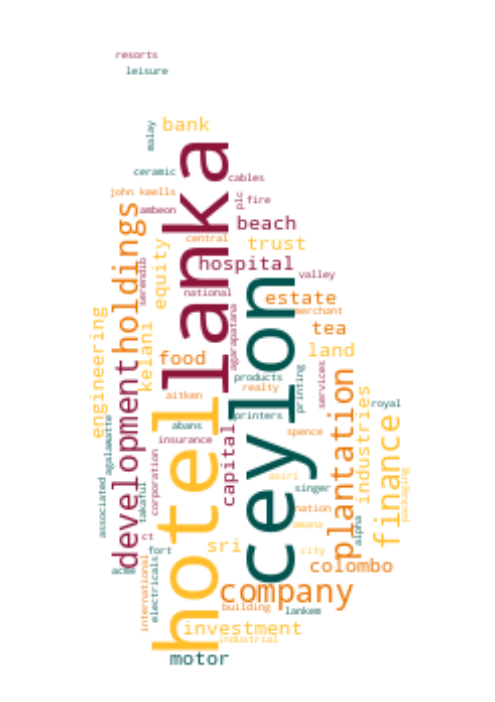 resorts
leisure
malay
bank
ceramic
lanka
cables
john keells
plc
fire
holdings
ambeon
beach
central
trust
equity
hospital
serendib
valley
national
ceylon
estate
merchant
engineering
agarapatana
kelani
tea
land
food
development
products
printing
services
realty
aitken
plantation
hotel
industries
royal
printers
finance
abans
capital
spence
insurance
agalawatte
corporation
packaging
asiri
associated
takaful
singer
nation
alpha
amana
ct
sri
fort
city
colombo
acme
international
electricals
company
building
lankem
investment
industrial
motor